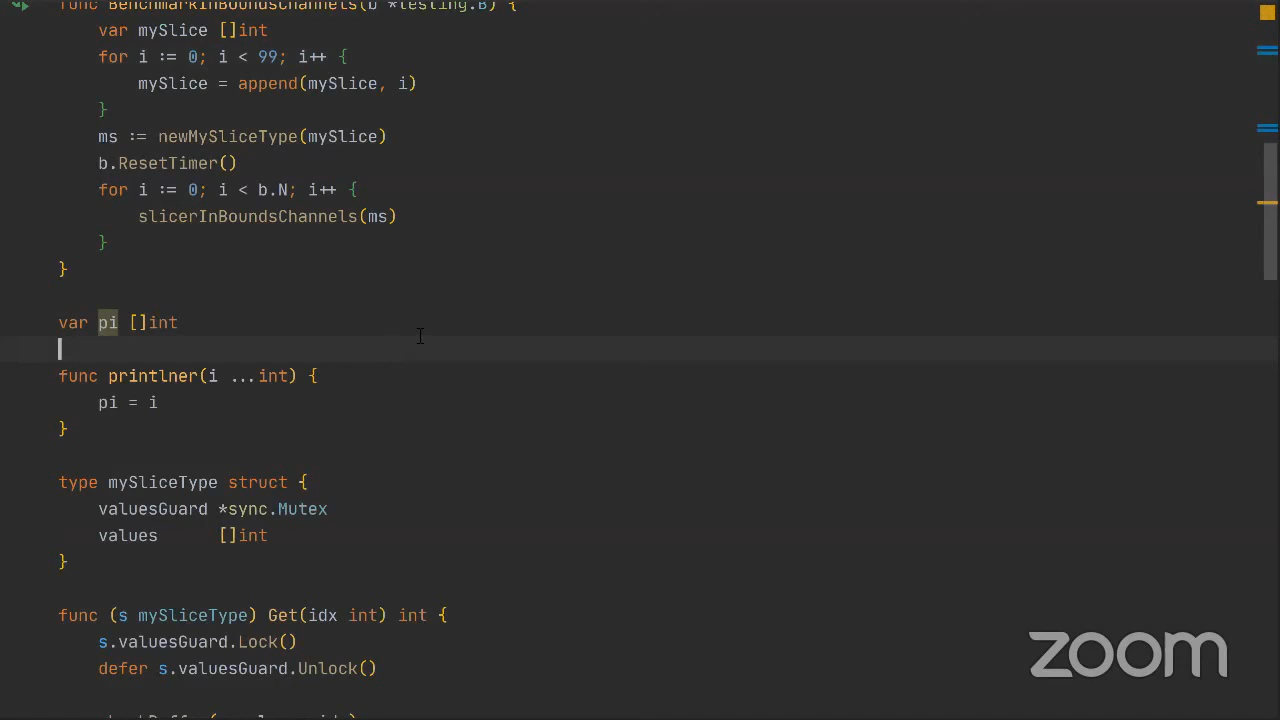 func BenchmarkInBoundsChannels(b *testing.B) {
    var mySlice []int
    for i := 0; i < 99; i++ {
        mySlice = append(mySlice, i)
    }
    ms := newMySliceType(mySlice)
    b.ResetTimer()
    for i := 0; i < b.N; i++ {
        slicerInBoundsChannels(ms)
    }
}
var pi []int
func printlner(i ...int) {
    pi = i
}
type mySliceType struct {
    valuesGuard *sync.Mutex
    values      []int
}
func (s mySliceType) Get(idx int) int {
    s.valuesGuard.Lock()
    defer s.valuesGuard.Unlock()
zoom